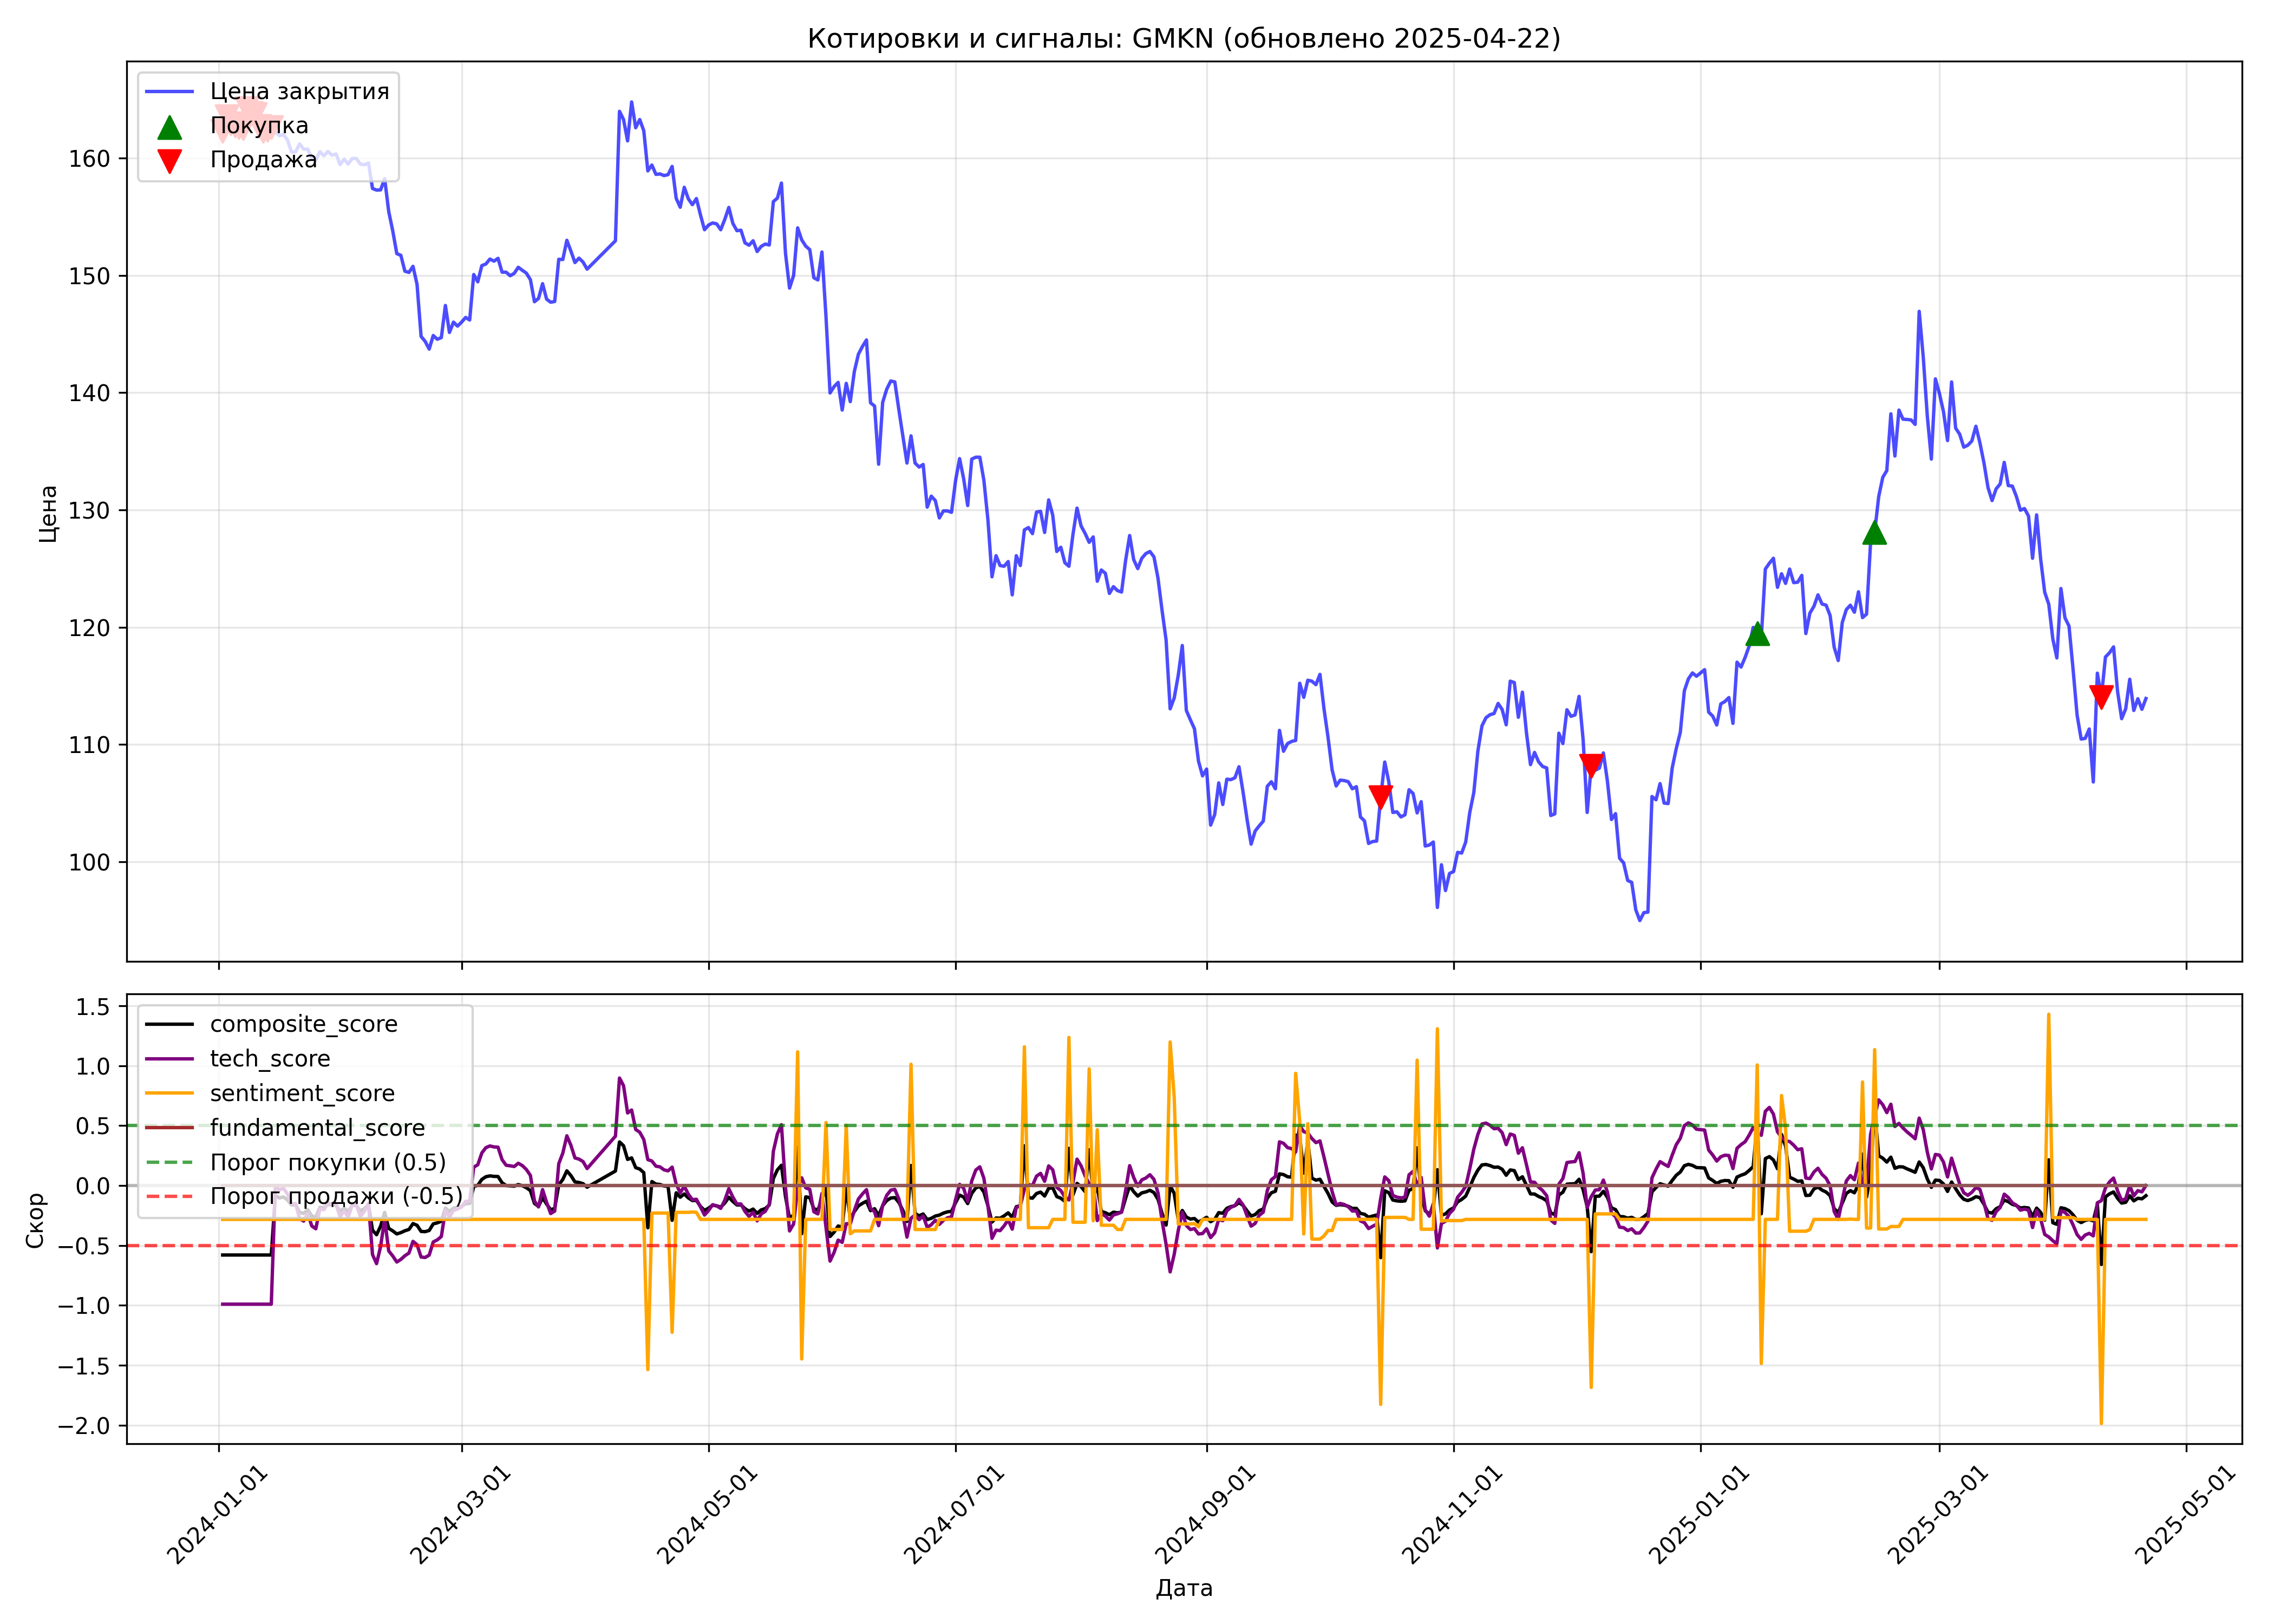 Котировки и сигналы: GMKN (обновлено 2025-04-22)
Цена закрытия
Покупка
Продажа
Цена
160
150
140
130
120
110
100
composite_score
tech_score
sentiment_score
fundamental_score
Порог покупки (0.5)
Порог продажи (-0.5)
Скор
1.5
1.0
0.5
0.0
−0.5
−1.0
−1.5
−2.0
2024-01-01
2024-03-01
2024-05-01
2024-07-01
2024-09-01
2024-11-01
2025-01-01
2025-03-01
2025-05-01
Дата